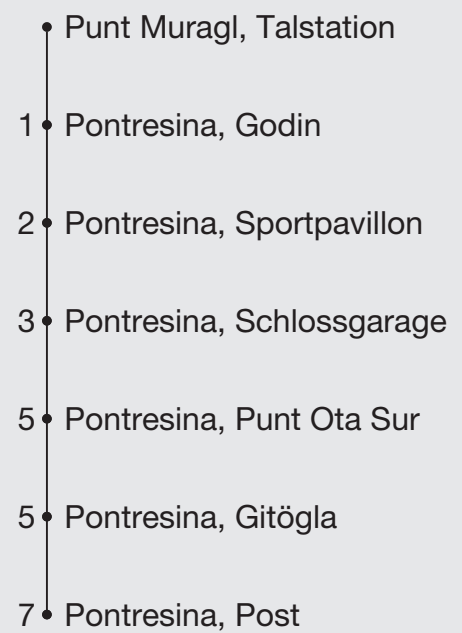 Punt Muragl, Talstation
1 Pontresina, Godin
2 Pontresina, Sportpavillon
3 Pontresina, Schlossgarage
5 Pontresina, Punt Ota Sur
5 Pontresina, Gitögla
7 Pontresina, Post